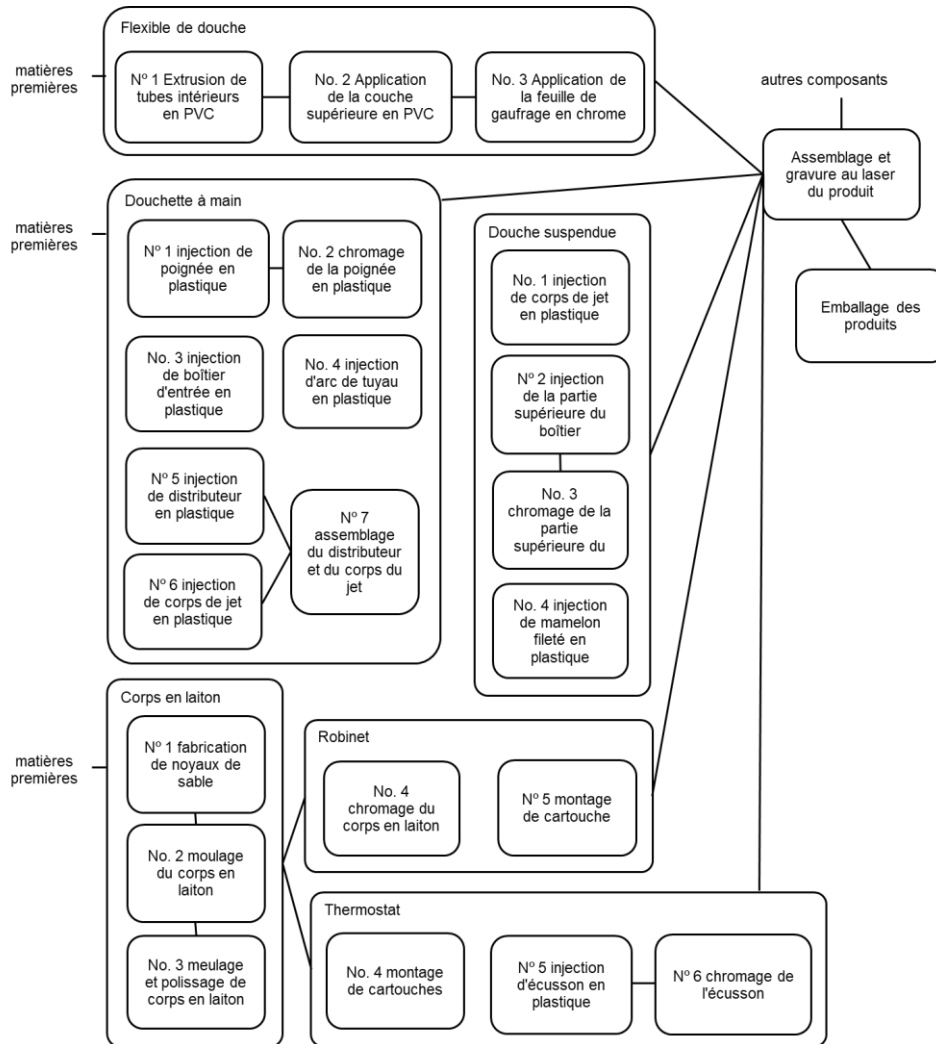 Flexible de douche
matières
premières
Nº 1 Extrusion de
tubes intérieurs
en PVC
No. 2 Application
de la couche
supérieure en PVC
No. 3 Application de
la feuille de
gaufrage en chrome
autres composants
Assemblage et
gravure au laser
du produit
Emballage des
produits
Douchette à main
matières
premières
Nº 1 injection de
poignée en
plastique
No. 2 chromage
de la poignée
en plastique
No. 3 injection
de boîtier
d'entrée en
plastique
No. 4 injection
d'arc de tuyau
en plastique
Nº 5 injection
de distributeur
en plastique
Nº 6 injection
de corps de jet
en plastique
Nº 7
assemblage
du distributeur
et du corps du
jet
Douche suspendue
No. 1 injection
de corps de jet
en plastique
Nº 2 injection
de la partie
supérieure du
boîtier
No. 3
chromage de la
partie
supérieure du
No. 4 injection
de mamelon
fileté en
plastique
Corps en laiton
matières
premières
Nº 1 fabrication
de noyaux de
sable
No. 2 moulage
du corps en
laiton
No. 3 meulage
et polissage de
corps en laiton
Robinet
No. 4
chromage du
corps en laiton
Nº 5 montage
de cartouche
Thermostat
No. 4 montage
de cartouches
Nº 5 injection
d'écusson en
plastique
Nº 6 chromage de
l'écusson